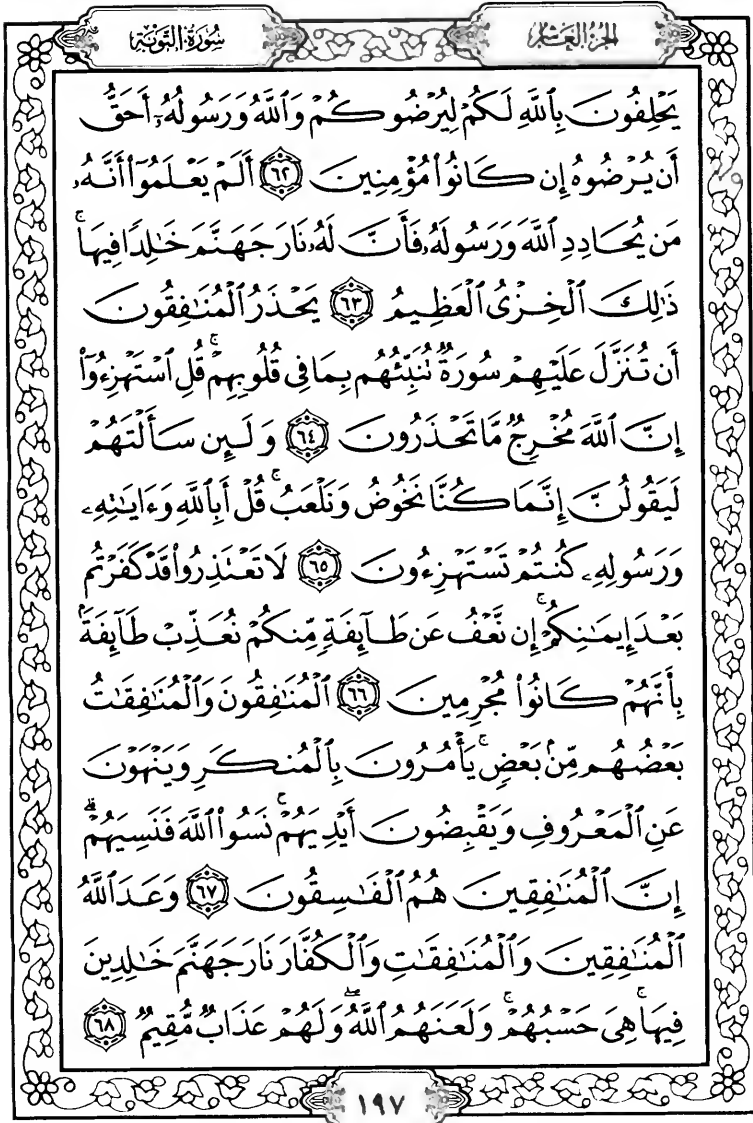 سُورَةُ التَّوْبَةِ
الجُزْءُ العَاشِرُ
يَحْلِفُونَ بِٱللَّهِ لَكُمْ لِيُرْضُوكُمْ وَٱللَّهُ وَرَسُولُهُۥٓ أَحَقُّ
أَن يُرْضُوهُ إِن كَانُوا۟ مُؤْمِنِينَ ٦٢ أَلَمْ يَعْلَمُوٓا۟ أَنَّهُۥ
مَن يُحَادِدِ ٱللَّهَ وَرَسُولَهُۥ فَأَنَّ لَهُۥ نَارَ جَهَنَّمَ خَٰلِدًا فِيهَا ۚ
ذَٰلِكَ ٱلْخِزْىُ ٱلْعَظِيمُ ٦٣ يَحْذَرُ ٱلْمُنَٰفِقُونَ
أَن تُنَزَّلَ عَلَيْهِمْ سُورَةٌ تُنَبِّئُهُم بِمَا فِى قُلُوبِهِمْ ۚ قُلِ ٱسْتَهْزِءُوٓا۟
إِنَّ ٱللَّهَ مُخْرِجٌ مَّا تَحْذَرُونَ ٦٤ وَلَئِن سَأَلْتَهُمْ
لَيَقُولُنَّ إِنَّمَا كُنَّا نَخُوضُ وَنَلْعَبُ ۚ قُلْ أَبِٱللَّهِ وَءَايَٰتِهِۦ
وَرَسُولِهِۦ كُنتُمْ تَسْتَهْزِءُونَ ٦٥ لَا تَعْتَذِرُوا۟ قَدْ كَفَرْتُم
بَعْدَ إِيمَٰنِكُمْ ۚ إِن نَّعْفُ عَن طَآئِفَةٍ مِّنكُمْ نُعَذِّبْ طَآئِفَةًۢ
بِأَنَّهُمْ كَانُوا۟ مُجْرِمِينَ ٦٦ ٱلْمُنَٰفِقُونَ وَٱلْمُنَٰفِقَٰتُ
بَعْضُهُم مِّنۢ بَعْضٍ ۚ يَأْمُرُونَ بِٱلْمُنكَرِ وَيَنْهَوْنَ
عَنِ ٱلْمَعْرُوفِ وَيَقْبِضُونَ أَيْدِيَهُمْ ۚ نَسُوا۟ ٱللَّهَ فَنَسِيَهُمْ ۗ
إِنَّ ٱلْمُنَٰفِقِينَ هُمُ ٱلْفَٰسِقُونَ ٦٧ وَعَدَ ٱللَّهُ
ٱلْمُنَٰفِقِينَ وَٱلْمُنَٰفِقَٰتِ وَٱلْكُفَّارَ نَارَ جَهَنَّمَ خَٰلِدِينَ
فِيهَا ۚ هِىَ حَسْبُهُمْ ۚ وَلَعَنَهُمُ ٱللَّهُ ۖ وَلَهُمْ عَذَابٌ مُّقِيمٌ ٦٨
١٩٧